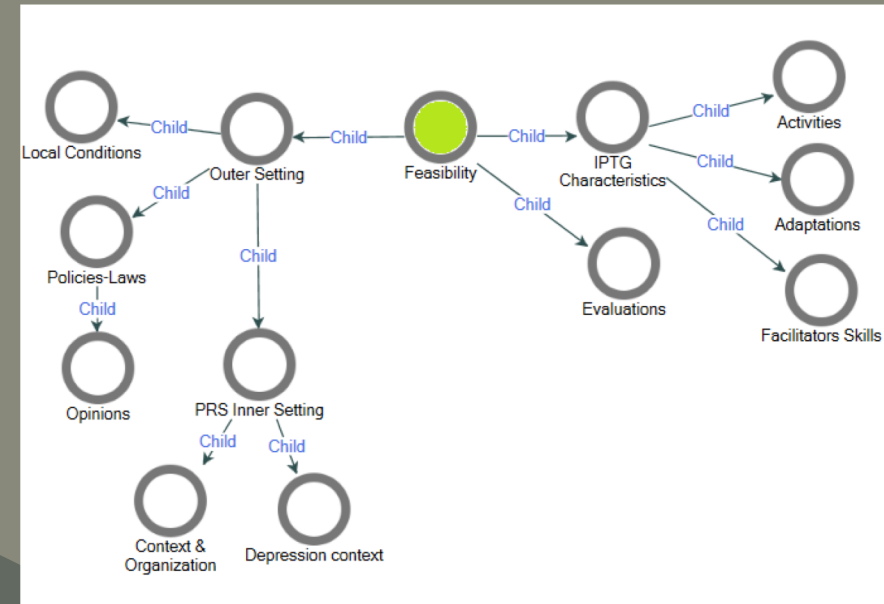 Activities
Child
Local Conditions
Child
Outer Setting
Child
Feasibility
Child
IPTG
Characteristics
Child
Adaptations
Child
Policies-Laws
Child
Child
Child
Evaluations
Facilitators Skills
Child
Opinions
Child
PRS Inner Setting
Child
Child
Context &
Organization
Depression context